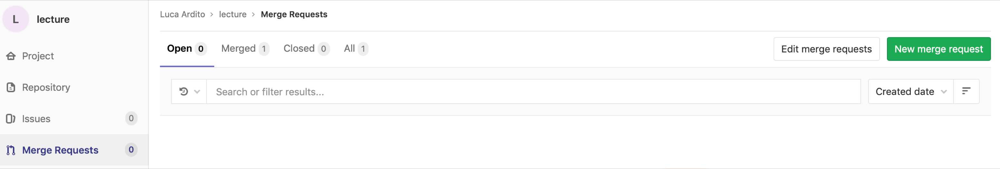 L lecture
Project
Repository
Issues 0
Merge Requests 0
Luca Ardito > lecture > Merge Requests
Open 0 Merged 1 Closed 0 All 1
Edit merge requests New merge request
Search or filter results...
Created date